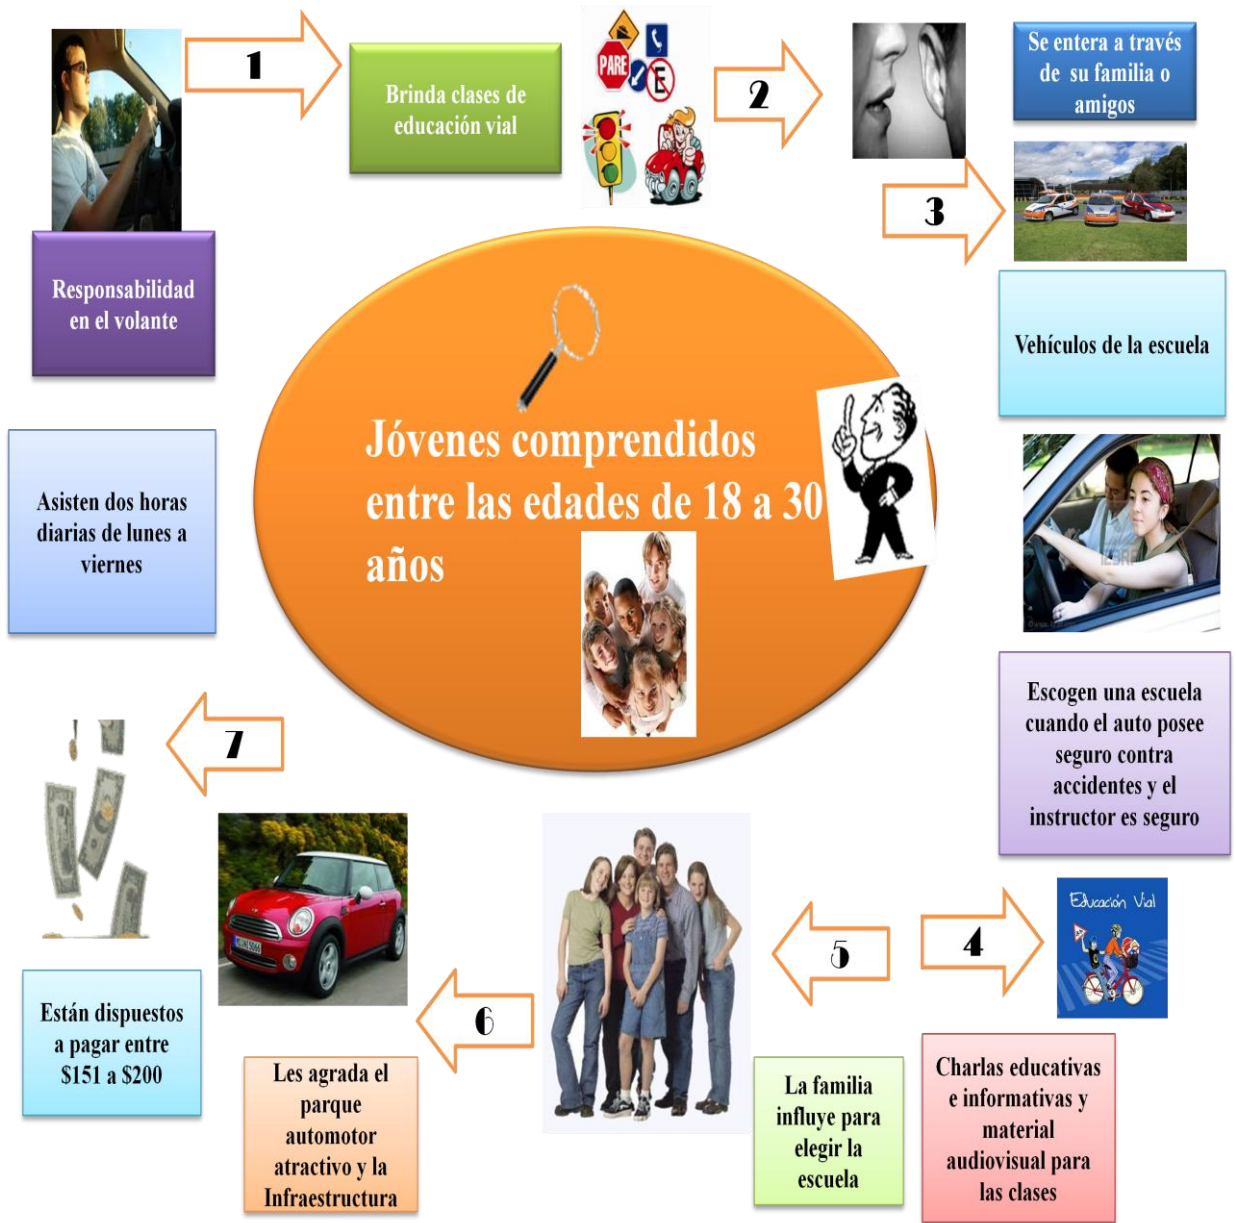 1
Brinda clases de
educación vial
PARE
E
2
Se entera a través
de su familia o
amigos
3
Responsabilidad
en el volante
Vehículos de la escuela
Jóvenes comprendidos
entre las edades de 18 a 30
años
Asisten dos horas
diarias de lunes a
viernes
Escogen una escuela
cuando el auto posee
seguro contra
accidentes y el
instructor es seguro
7
Educación Vial
4
5
6
Están dispuestos
a pagar entre
$151 a $200
Les agrada el
parque
automotor
atractivo y la
Infraestructura
La familia
influye para
elegir la
escuela
Charlas educativas
e informativas y
material
audiovisual para
las clases